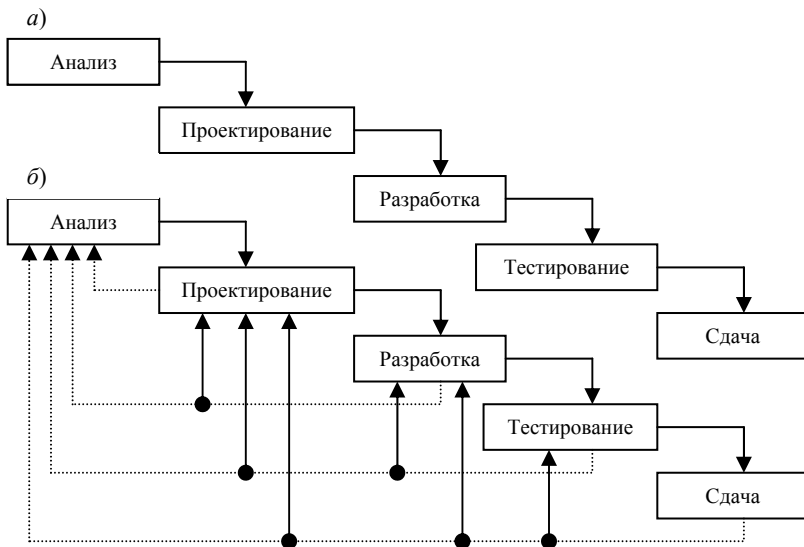 а)
Анализ
Проектирование
Разработка
Тестирование
Сдача
б)
Анализ
Проектирование
Разработка
Тестирование
Сдача